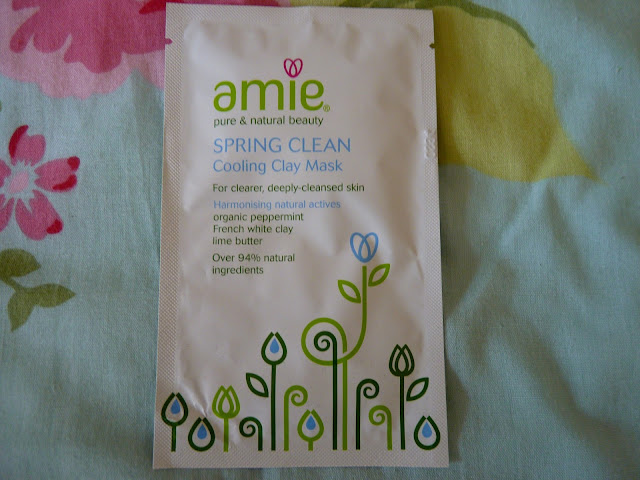 amie®
pure & natural beauty
SPRING CLEAN
Cooling Clay Mask
For clearer, deeply-cleansed skin
Harmonising natural actives
organic peppermint
French white clay
lime butter
Over 94% natural
ingredients